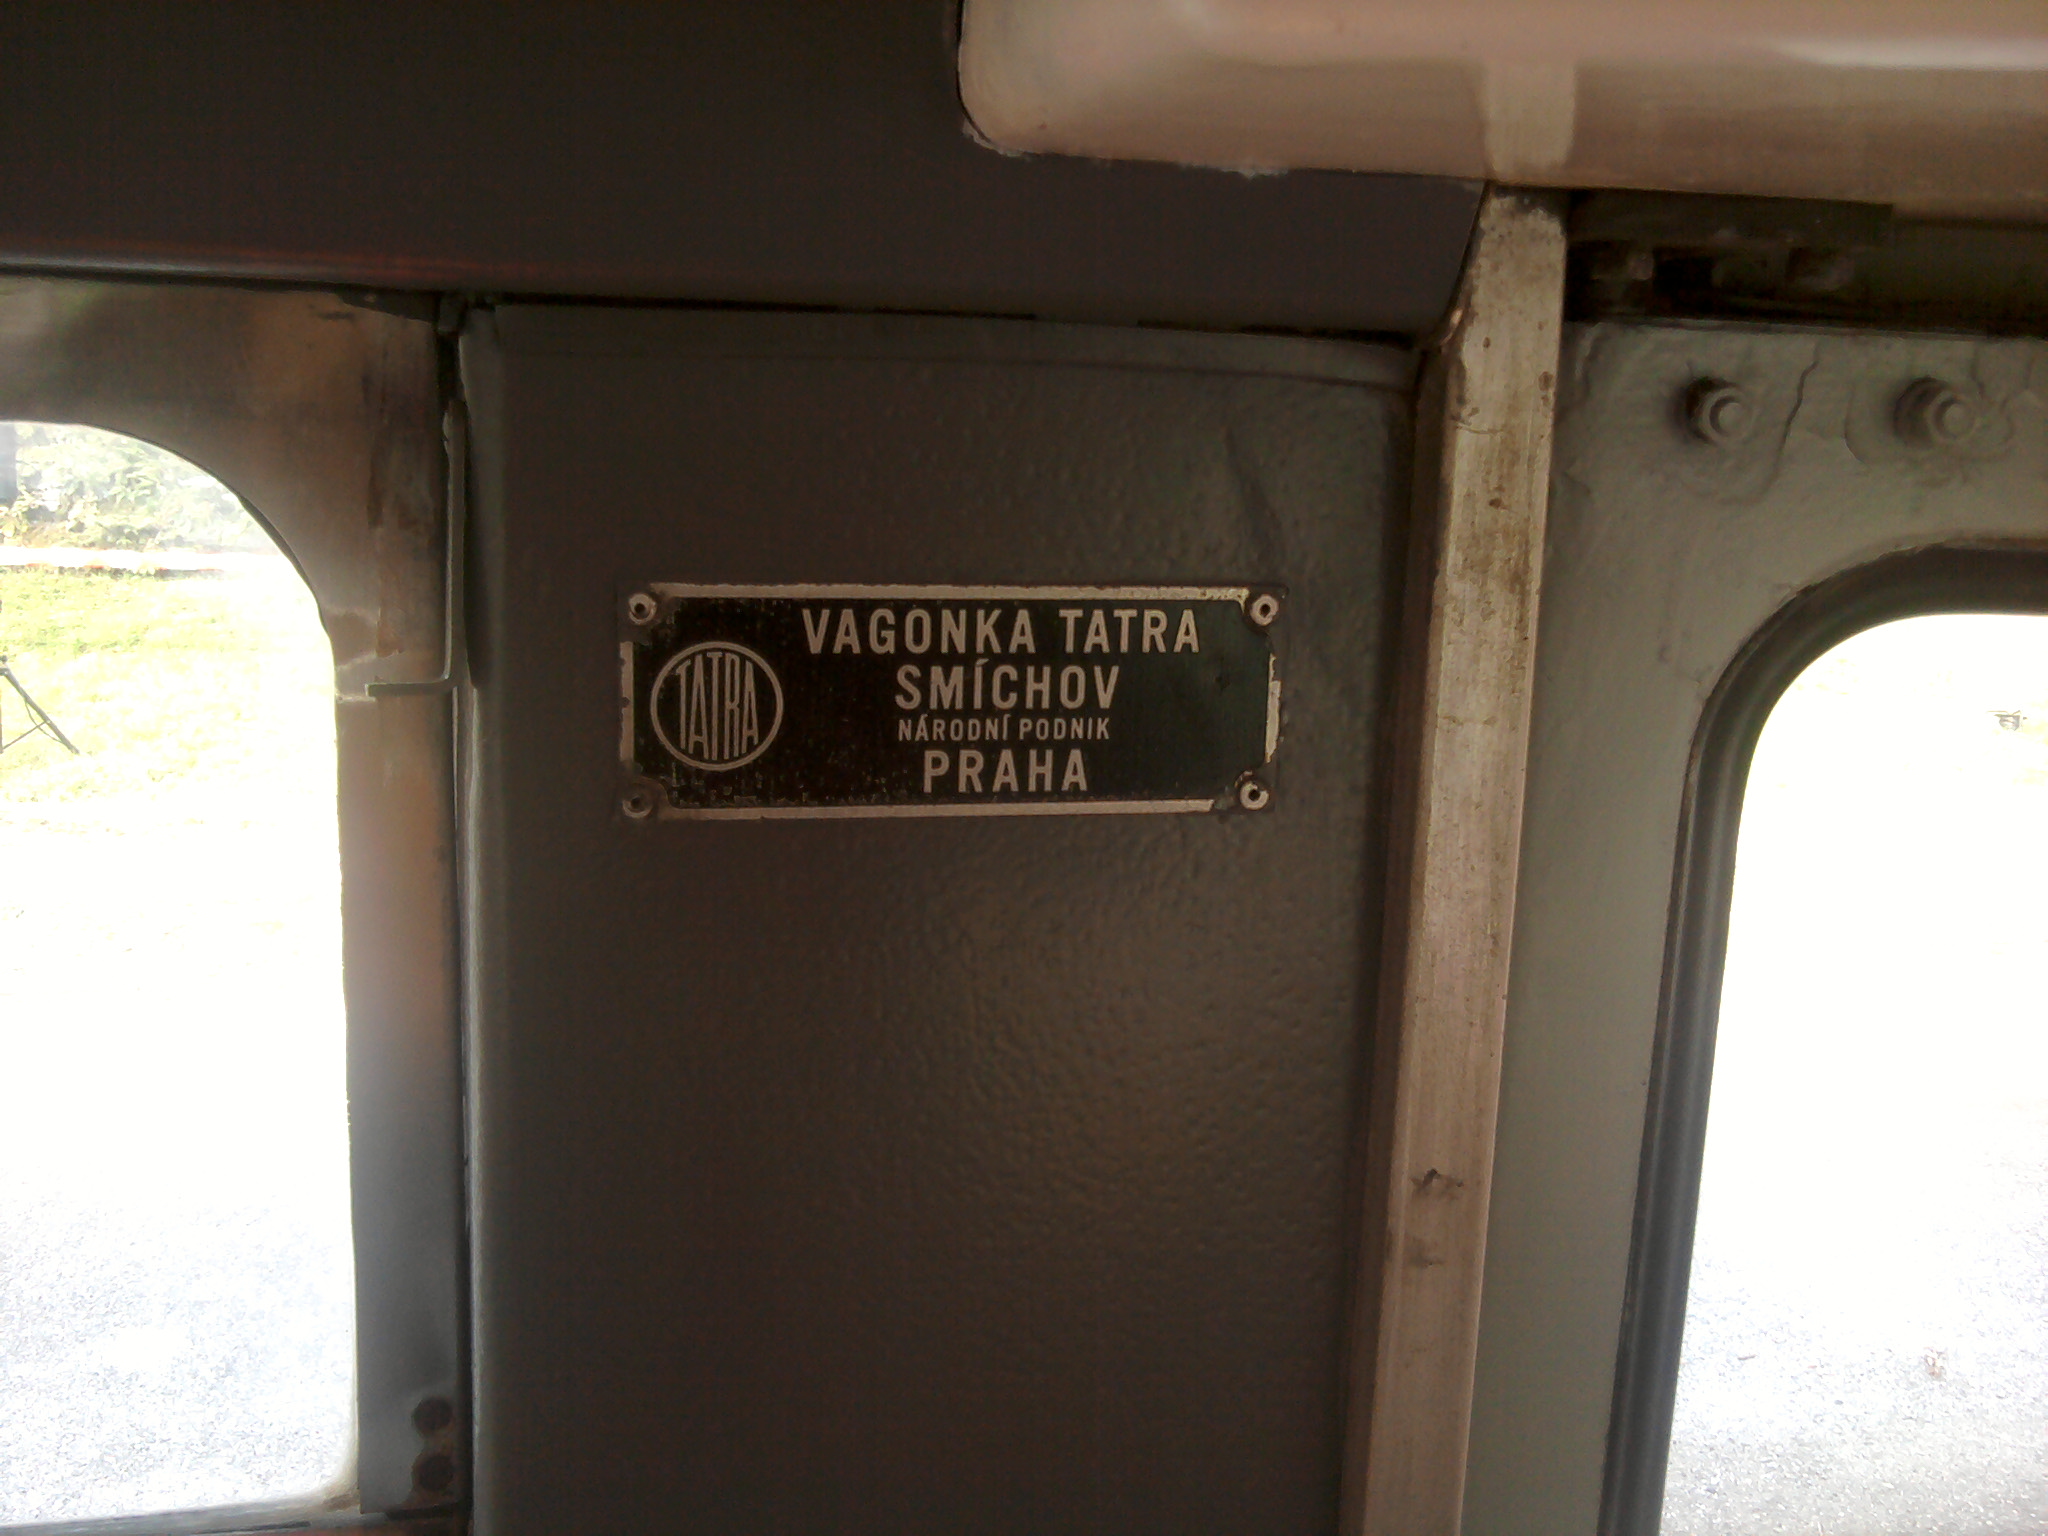 TATRA
VAGONKA TATRA
SMÍCHOV
NÁRODNÍ PODNIK
PRAHA